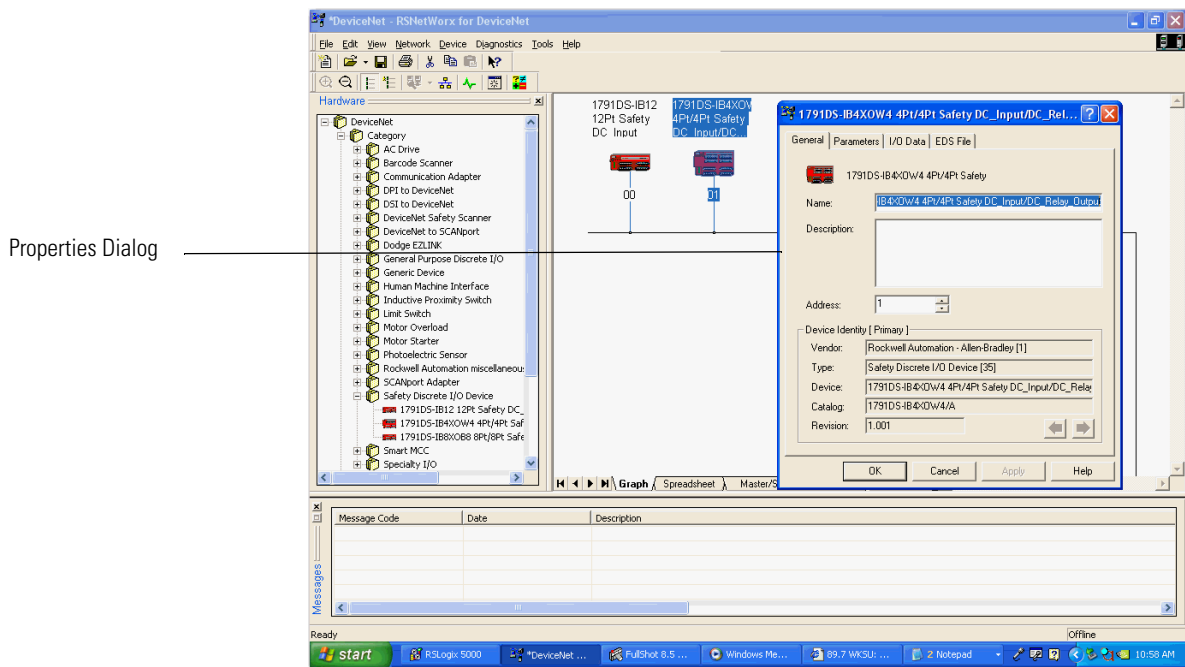 *DeviceNet - RSNetWorx for DeviceNet
File Edit View Network Device Diagnostics Tools Help
Hardware
DeviceNet
Category
AC Drive
Barcode Scanner
Communication Adapter
DPI to DeviceNet
DSI to DeviceNet
DeviceNet Safety Scanner
DeviceNet to SCANport
Dodge EZLINK
General Purpose Discrete I/O
Generic Device
Human Machine Interface
Inductive Proximity Switch
Limit Switch
Motor Overload
Motor Starter
Photoelectric Sensor
Rockwell Automation miscellaneou
SCANport Adapter
Safety Discrete I/O Device
1791DS-IB12 12Pt Safety DC_
1791DS-IB4XOW4 4Pt/4Pt Saf
1791DS-IB8XOB8 8Pt/8Pt Safe
Smart MCC
Specialty I/O
1791DS-IB12
12Pt Safety
DC Input
00
1791DS-IB4XOV
4Pt/4Pt Safety
DC_Input/DC...
01
Graph Spreadsheet Master/S
1791DS-IB4XOW4 4Pt/4Pt Safety DC_Input/DC_Rel...
General Parameters I/O Data EDS File
1791DS-IB4XOW4 4Pt/4Pt Safety
Name: -IB4XOW4 4Pt/4Pt Safety DC_Input/DC_Relay_Outpu
Description:
Address: 1
Device Identity [ Primary ]
Vendor: Rockwell Automation - Allen-Bradley [1]
Type: Safety Discrete I/O Device [35]
Device: 1791DS-IB4XOW4 4Pt/4Pt Safety DC_Input/DC_Relay
Catalog: 1791DS-IB4XOW4/A
Revision: 1.001
OK Cancel Apply Help
Properties Dialog
Message Code Date Description
Messages
Ready Offline
start RSLogix 5000 *DeviceNet ... FullShot 8.5 ... Windows Me... 89.7 WKSU: ... 2 Notepad 10:58 AM